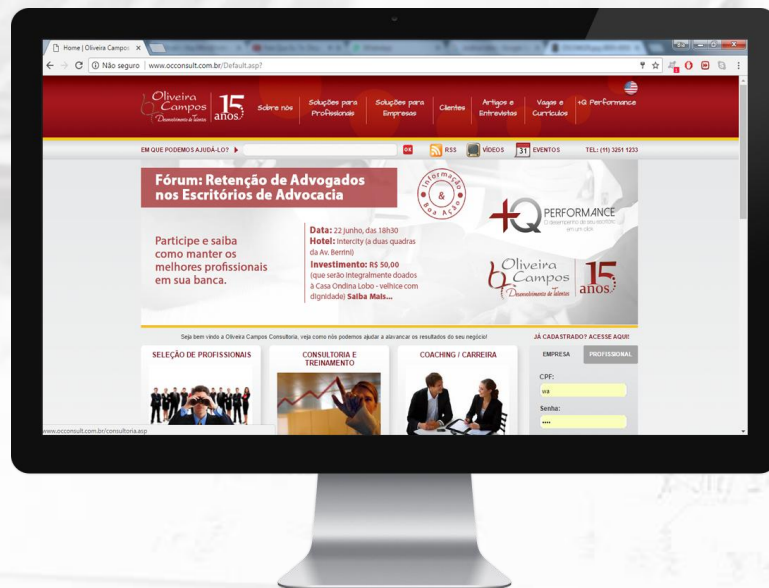 Home | Oliveira Campos
Não seguro | www.occonsult.com.br/Default.asp?
Oliveira
Campos
Desenvolvimento de Talentos
15
anos
Sobre nós
Soluções para
Profissionais
Soluções para
Empresas
Clientes
Artigos e
Entrevistas
Vagas e
Currículos
+Q Performance
EM QUE PODEMOS AJUDÁ-LO?
OK
RSS
VÍDEOS
31
EVENTOS
TEL: (11) 3251 1233
Fórum: Retenção de Advogados
nos Escritórios de Advocacia
Informação
&
Boa Ação
Participe e saiba
como manter os
melhores profissionais
em sua banca.
Data: 22 Junho, das 18h30
Hotel: Intercity (a duas quadras
da Av. Berrini)
Investimento: R$ 50,00
(que serão integralmente doados
à Casa Ondina Lobo - velhice com
dignidade) Saiba Mais...
+Q PERFORMANCE
O desempenho do seu escritório
em um click
Oliveira
Campos
Desenvolvimento de Talentos
15
anos
Seja bem vindo a Oliveira Campos Consultoria, veja como nós podemos ajudar a alavancar os resultados do seu negócio!
JÁ CADASTRADO? ACESSE AQUI!
SELEÇÃO DE PROFISSIONAIS
CONSULTORIA E
TREINAMENTO
COACHING / CARREIRA
EMPRESA
PROFISSIONAL
CPF:
Senha:
www.occonsult.com.br/consultoria.asp